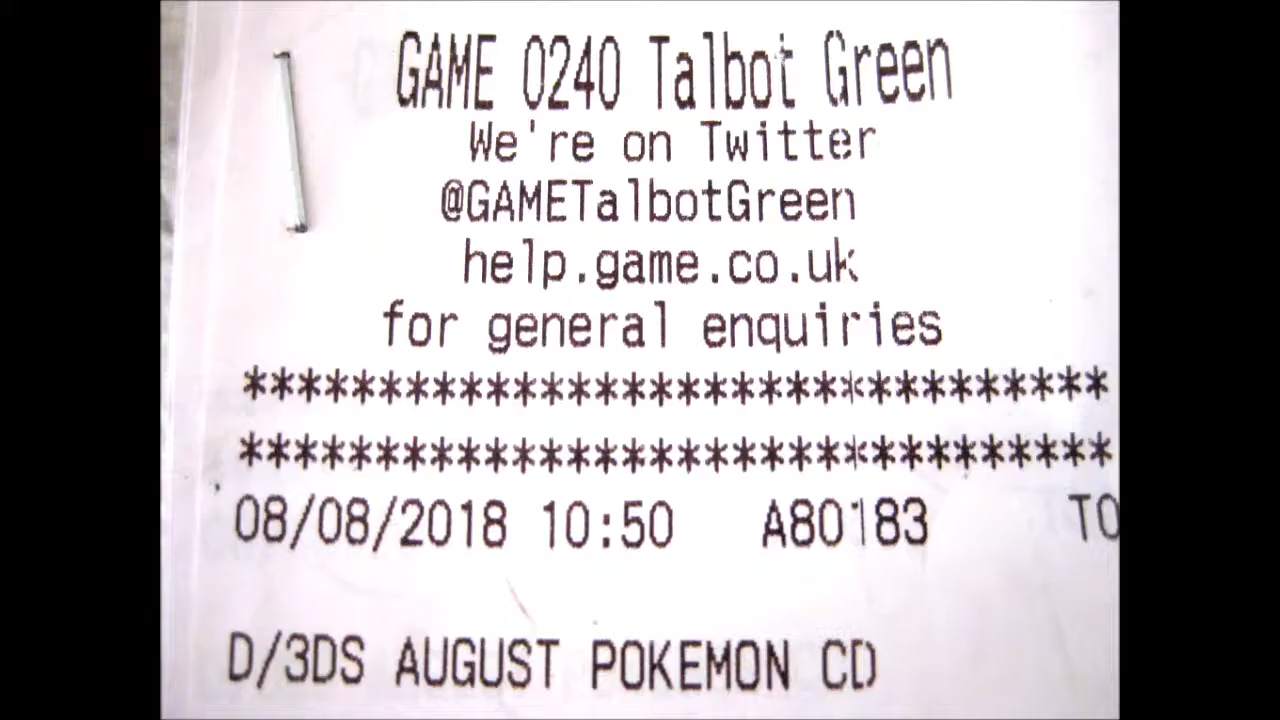 GAME 0240 Talbot Green
We're on Twitter
@GAMETalbotGreen
help.game.co.uk
for general enquiries
********************************
********************************
08/08/2018 10:50 A80183 TO
D/3DS AUGUST POKEMON CD